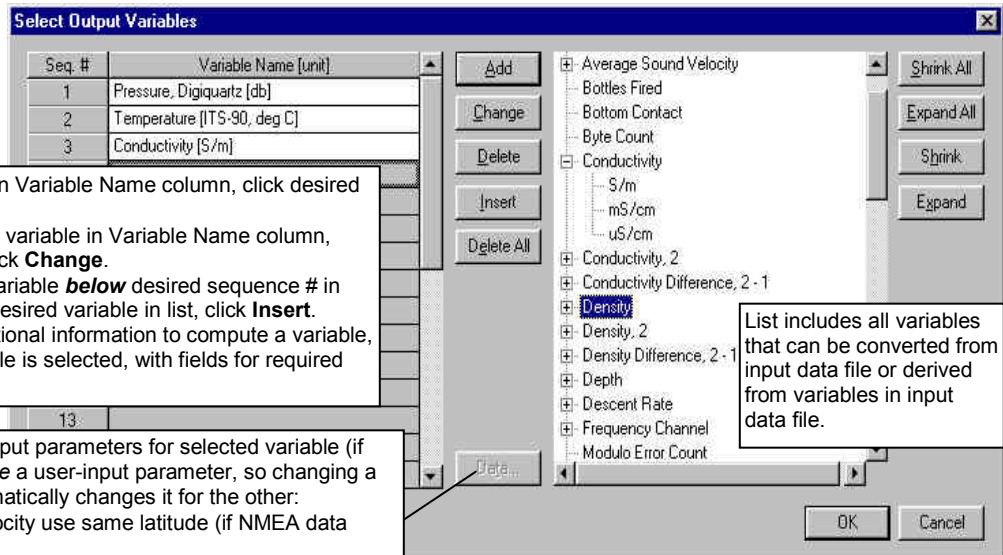 Select Output Variables
Seq. # Variable Name [unit]
1 Pressure, Digiquartz [db]
2 Temperature [ITS-90, deg C]
3 Conductivity [S/m]
n Variable Name column, click desired
variable in Variable Name column,
ck Change.
ariable below desired sequence # in
esired variable in list, click Insert.
tional information to compute a variable,
le is selected, with fields for required
13
put parameters for selected variable (if
e a user-input parameter, so changing a
matically changes it for the other:
ocity use same latitude (if NMEA data
Add
Change
Delete
Insert
Delete All
Data...
Average Sound Velocity
Bottles Fired
Bottom Contact
Byte Count
Conductivity
S/m
mS/cm
uS/cm
Conductivity, 2
Conductivity Difference, 2 - 1
Density
Density, 2
Density Difference, 2 - 1
Depth
Descent Rate
Frequency Channel
Modulo Error Count
List includes all variables
that can be converted from
input data file or derived
from variables in input
data file.
Shrink All
Expand All
Shrink
Expand
OK Cancel